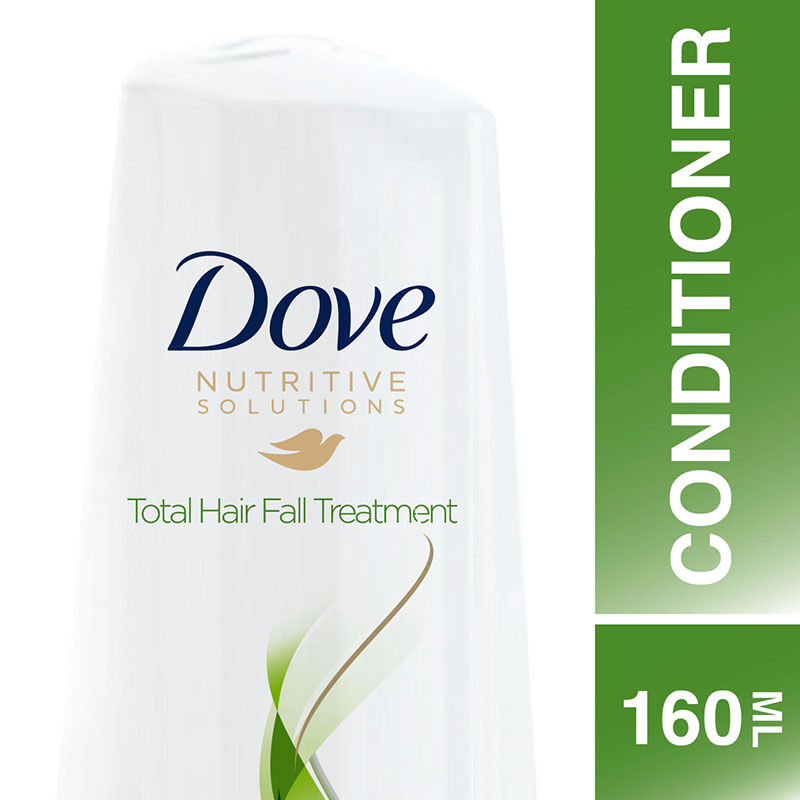 Dove
NUTRITIVE
SOLUTIONS
Total Hair Fall Treatment
CONDITIONER
160 ML